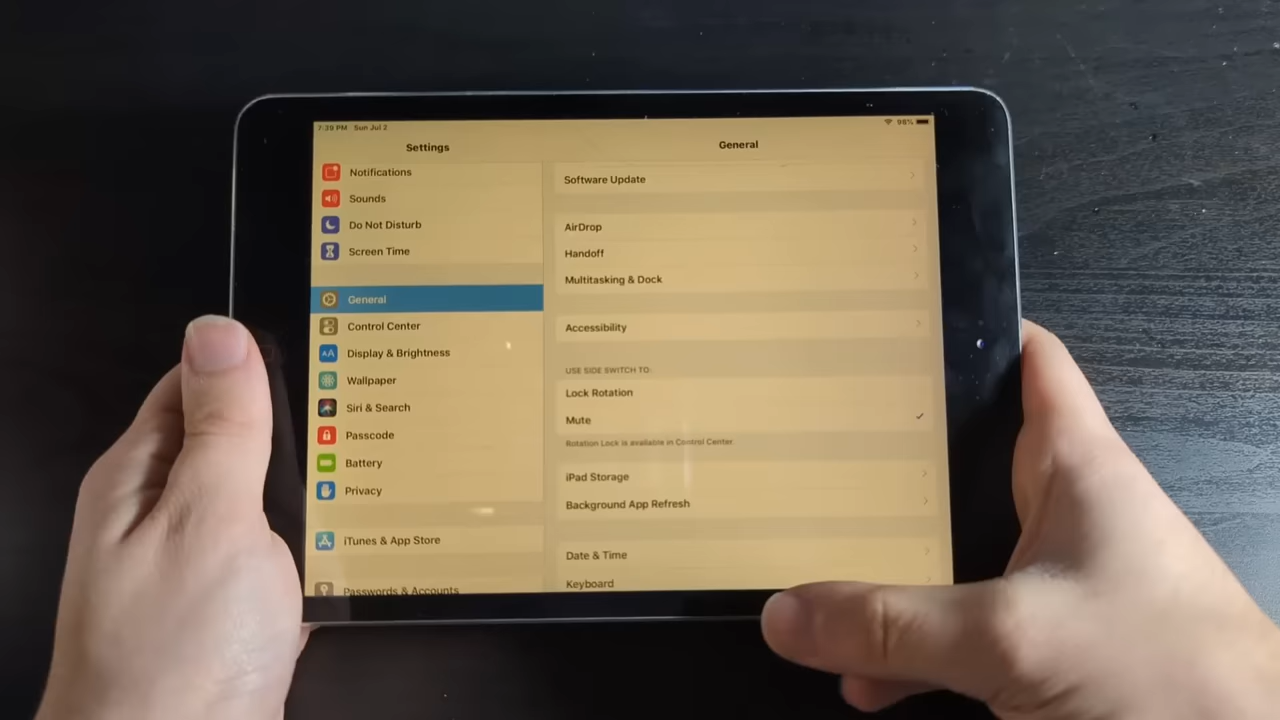 7:39 PM Sun Jul 2
98%
Settings
General
Notifications
Sounds
Do Not Disturb
Screen Time
General
Control Center
AA Display & Brightness
Wallpaper
Siri & Search
Passcode
Battery
Privacy
iTunes & App Store
Passwords & Accounts
Software Update
AirDrop
Handoff
Multitasking & Dock
Accessibility
USE SIDE SWITCH TO:
Lock Rotation
Mute
Rotation Lock is available in Control Center.
iPad Storage
Background App Refresh
Date & Time
Keyboard